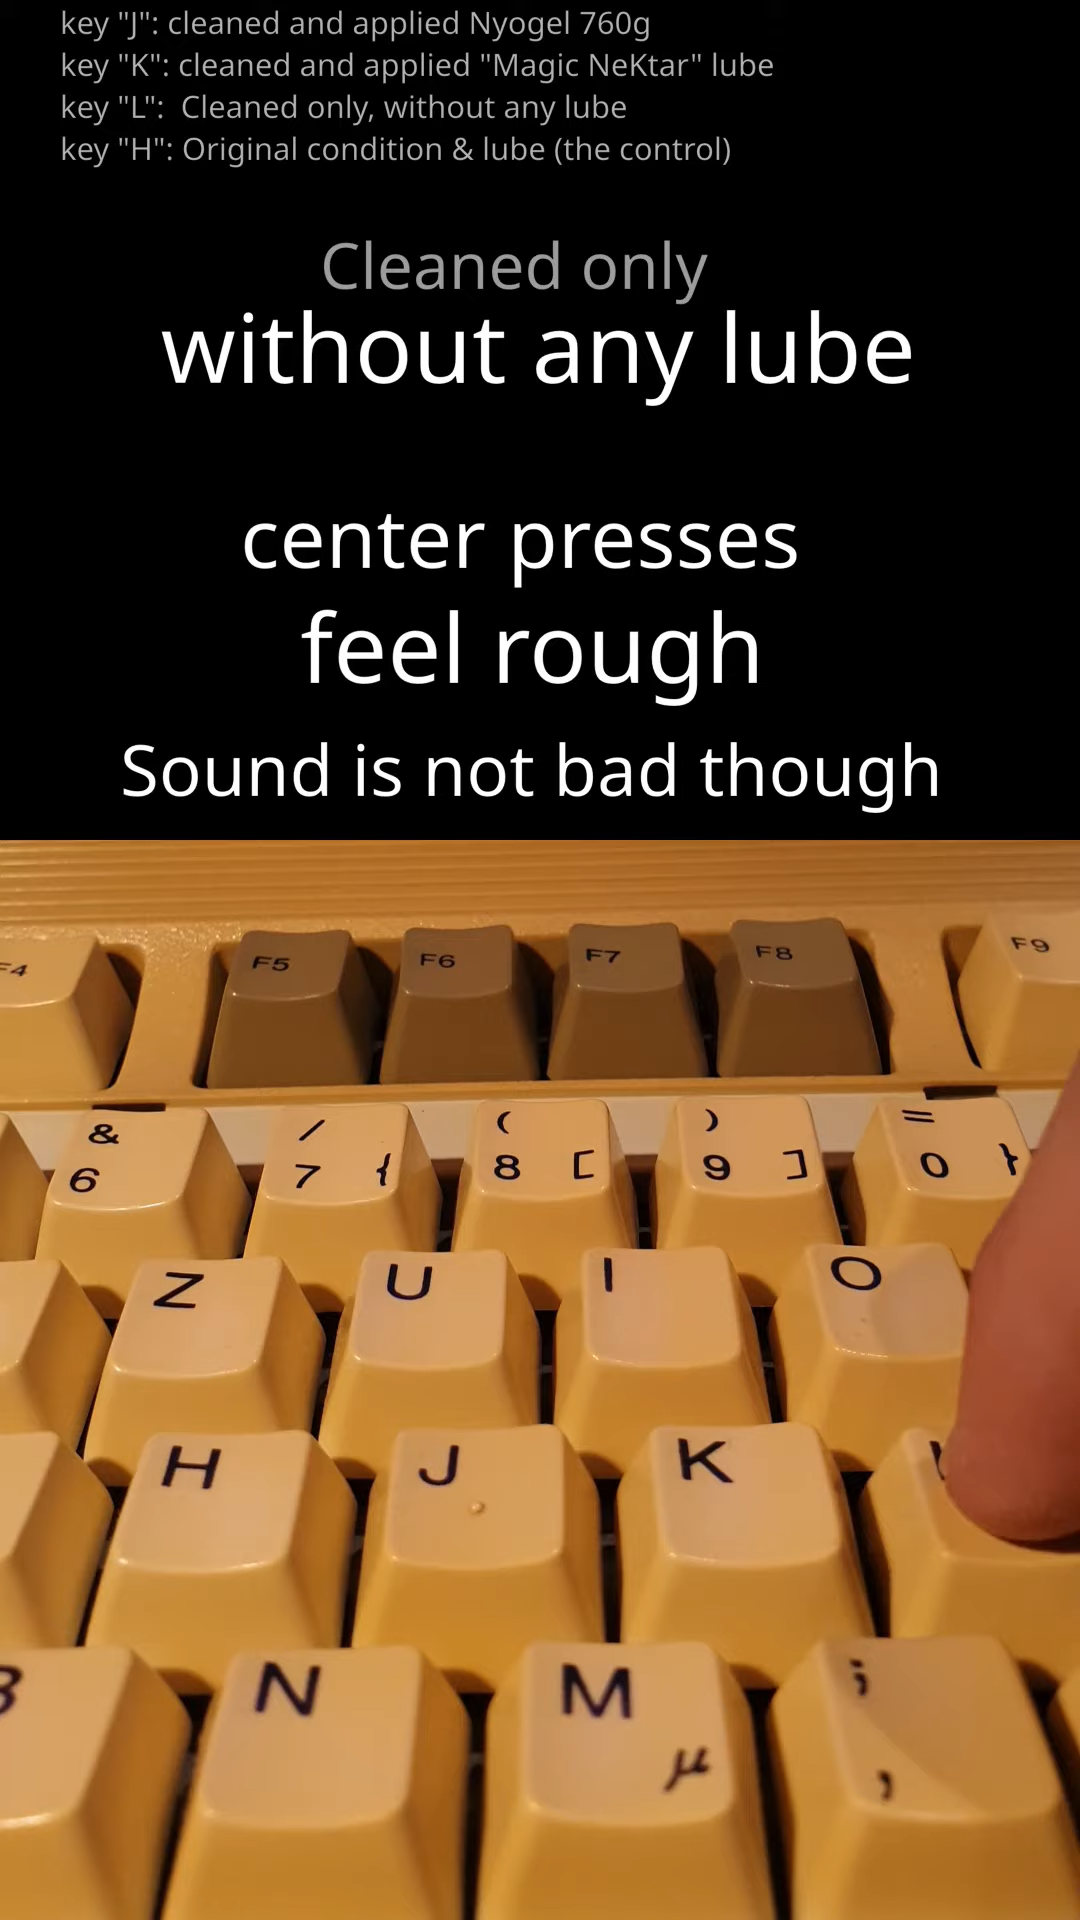 key "J": cleaned and applied Nyogel 760g
key "K": cleaned and applied "Magic NeKtar" lube
key "L":  Cleaned only, without any lube
key "H": Original condition & lube (the control)
Cleaned only
without any lube
center presses
feel rough
Sound is not bad though
F4 F5 F6 F7 F8 F9
& / ( ) =
6 7 { 8 [ 9 ] 0 }
Z U I O
H J K
N M ;
µ ,